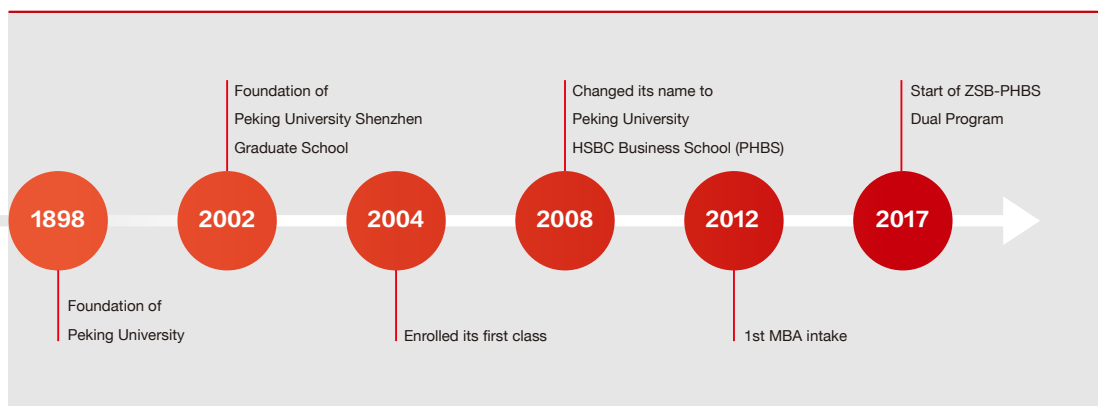 Foundation of
Peking University Shenzhen
Graduate School
Changed its name to
Peking University
HSBC Business School (PHBS)
Start of ZSB-PHBS
Dual Program
1898
2002
2004
2008
2012
2017
Foundation of
Peking University
Enrolled its first class
1st MBA intake